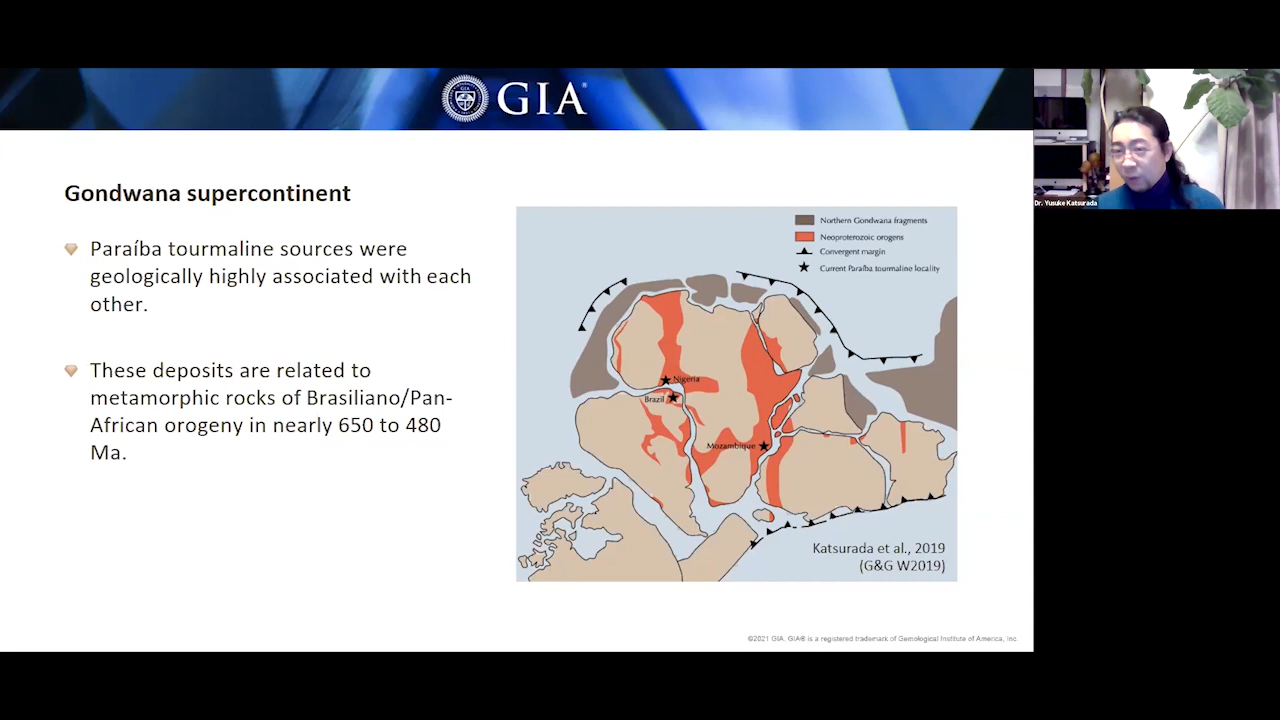 GIA®
Gondwana supercontinent
Paraíba tourmaline sources were
geologically highly associated with each
other.
These deposits are related to
metamorphic rocks of Brasiliano/Pan-
African orogeny in nearly 650 to 480
Ma.
Northern Gondwana fragments
Neoproterozoic orogens
Convergent margin
Current Paraíba tourmaline locality
Nigeria
Brazil
Mozambique
Katsurada et al., 2019
(G&G W2019)
©2021 GIA. GIA® is a registered trademark of Gemological Institute of America, Inc.
Dr. Yusuke Katsurada